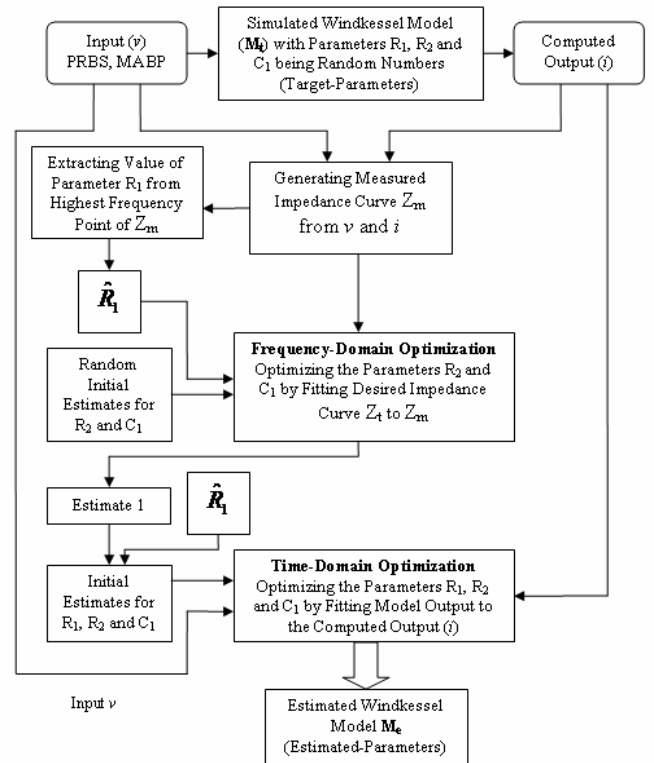 Input (v)
PRBS, MABP
Simulated Windkessel Model
(Mt) with Parameters R1, R2 and
C1 being Random Numbers
(Target-Parameters)
Computed
Output (i)
Extracting Value of
Parameter R1 from
Highest Frequency
Point of Zm
Generating Measured
Impedance Curve Zm
from v and i
R̂1
Random
Initial
Estimates for
R2 and C1
Frequency-Domain Optimization
Optimizing the Parameters R2 and
C1 by Fitting Desired Impedance
Curve Zt to Zm
Estimate 1
R̂1
Initial
Estimates for
R1, R2 and C1
Time-Domain Optimization
Optimizing the Parameters R1, R2
and C1 by Fitting Model Output to
the Computed Output (i)
Input v
Estimated Windkessel
Model Me
(Estimated-Parameters)